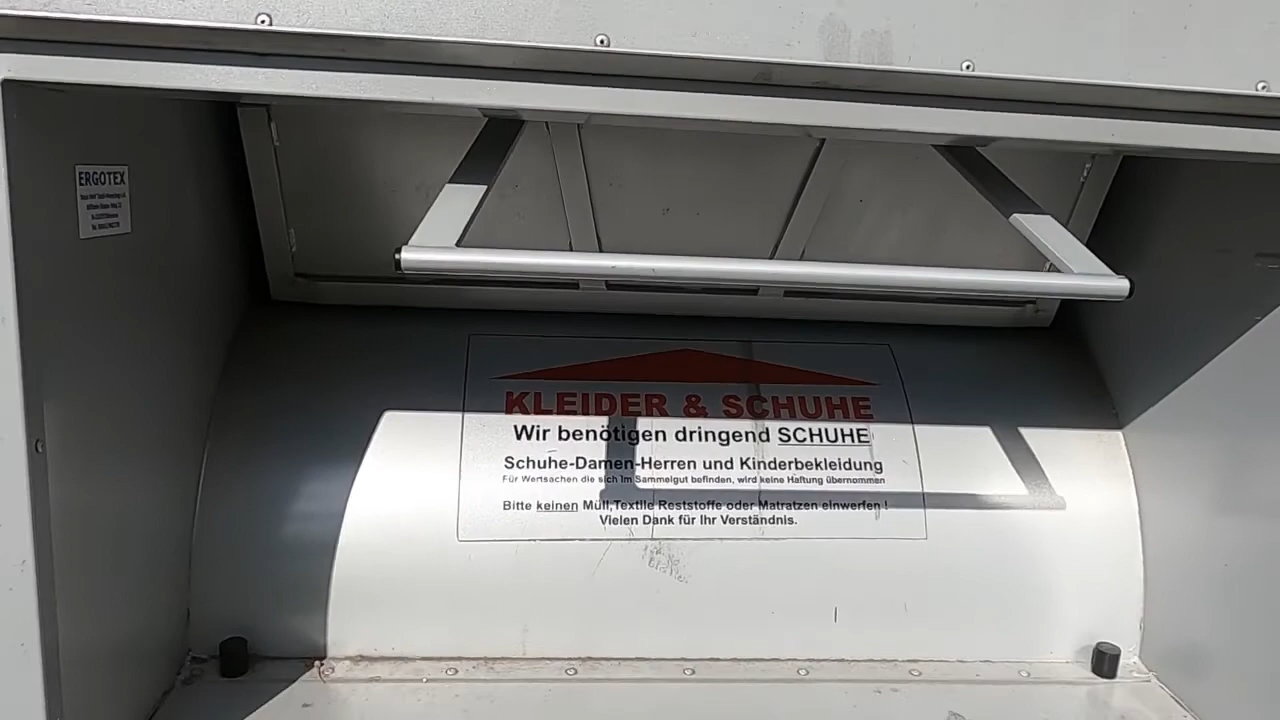 ERGOTEX
KLEIDER & SCHUHE
Wir benötigen dringend SCHUHE
Schuhe-Damen-Herren und Kinderbekleidung
Für Wertsachen die sich im Sammelgut befinden, wird keine Haftung übernommen
Bitte keinen Müll,Textile Reststoffe oder Matratzen einwerfen !
Vielen Dank für Ihr Verständnis.